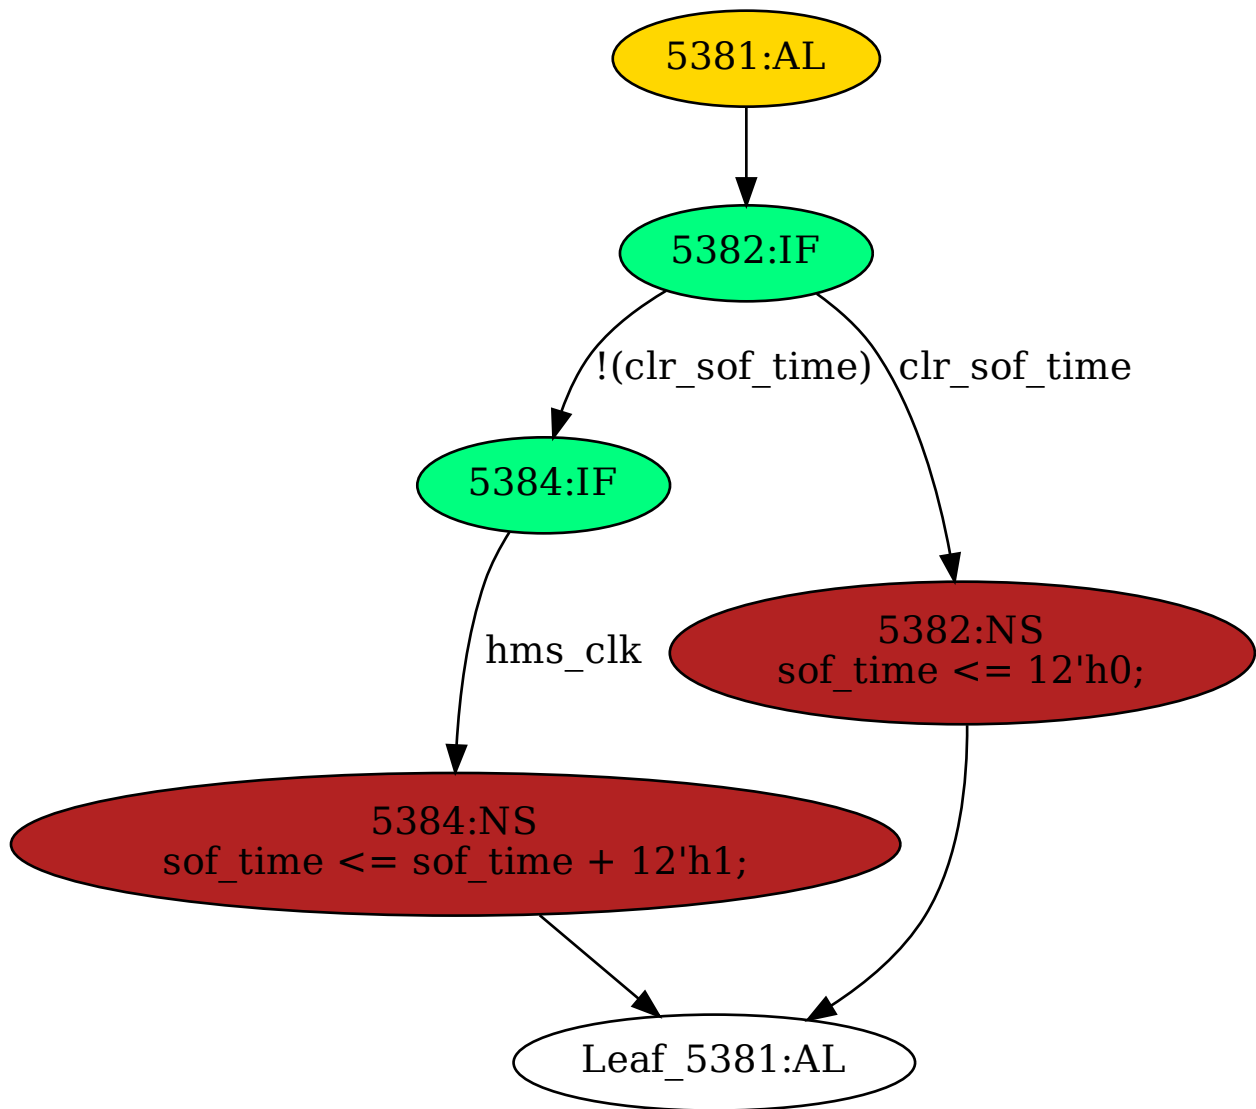 5381:AL
5382:IF
!(clr_sof_time)
clr_sof_time
5384:IF
hms_clk
5382:NS
sof_time <= 12'h0;
5384:NS
sof_time <= sof_time + 12'h1;
Leaf_5381:AL